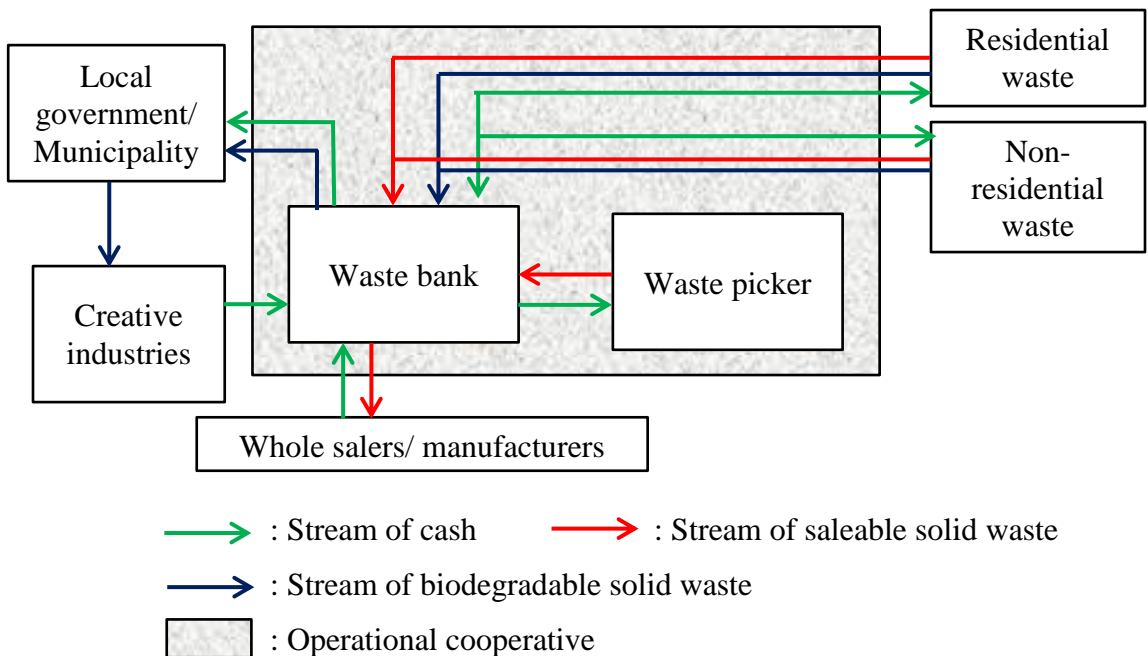 Local
government/
Municipality
Residential
waste
Non-
residential
waste
Waste bank
Waste picker
Creative
industries
Whole salers/ manufacturers
: Stream of cash
: Stream of saleable solid waste
: Stream of biodegradable solid waste
: Operational cooperative